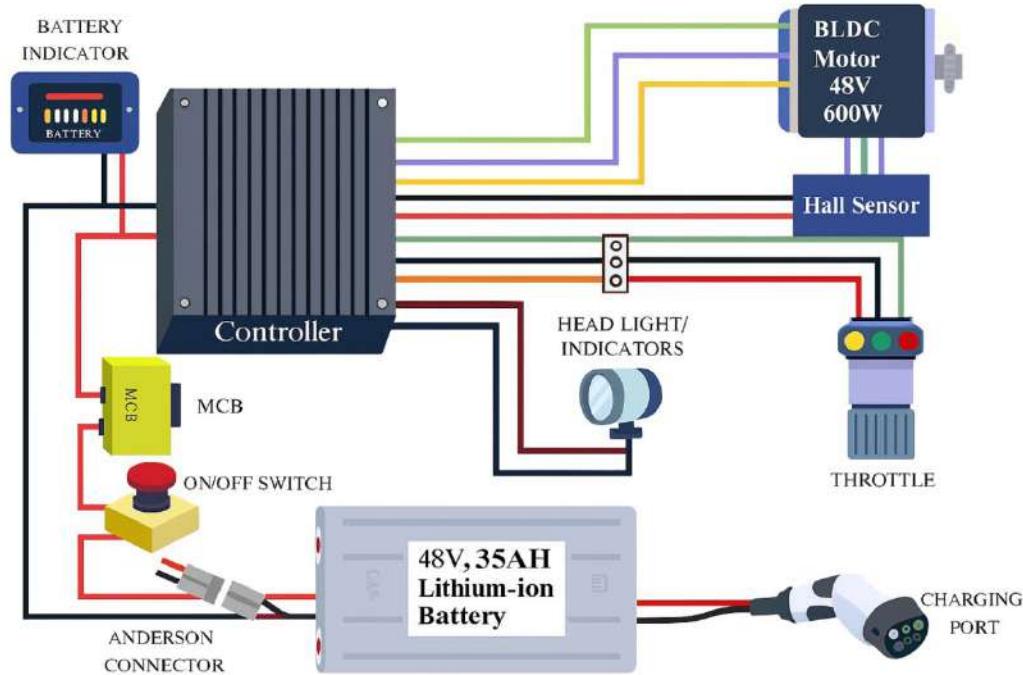 BATTERY
INDICATOR
BATTERY
BLDC
Motor
48V
600W
Hall Sensor
Controller
HEAD LIGHT/
INDICATORS
MCB
MCB
ON/OFF SWITCH
THROTTLE
48V, 35AH
Lithium-ion
Battery
CHARGING
PORT
ANDERSON
CONNECTOR